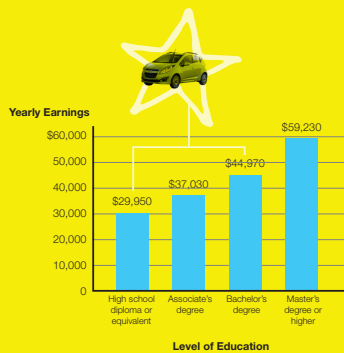 Yearly Earnings
$60,000
50,000
40,000
30,000
20,000
10,000
0
$29,950
$37,030
$44,970
$59,230
High school
diploma or
equivalent
Associate's
degree
Bachelor's
degree
Master's
degree or
higher
Level of Education